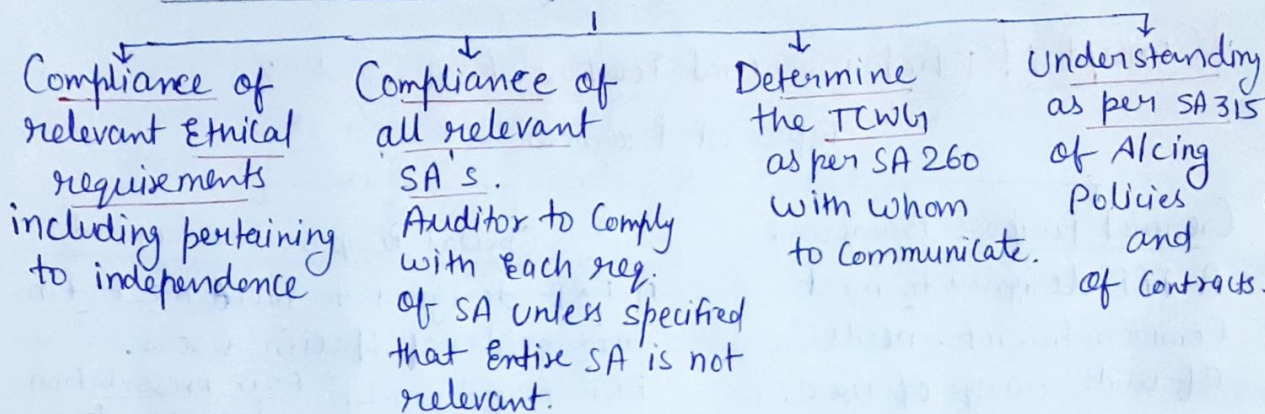 Compliance of
relevant Ethical
requirements
including pertaining
to independence
Compliance of
all relevant
SA's.
Auditor to Comply
with Each req.
of SA unless specified
that Entire SA is not
relevant.
Determine
the TCWG
as per SA 260
with whom
to Communicate.
Understanding
as per SA 315
of A/cing
Policies
and
of Contracts.